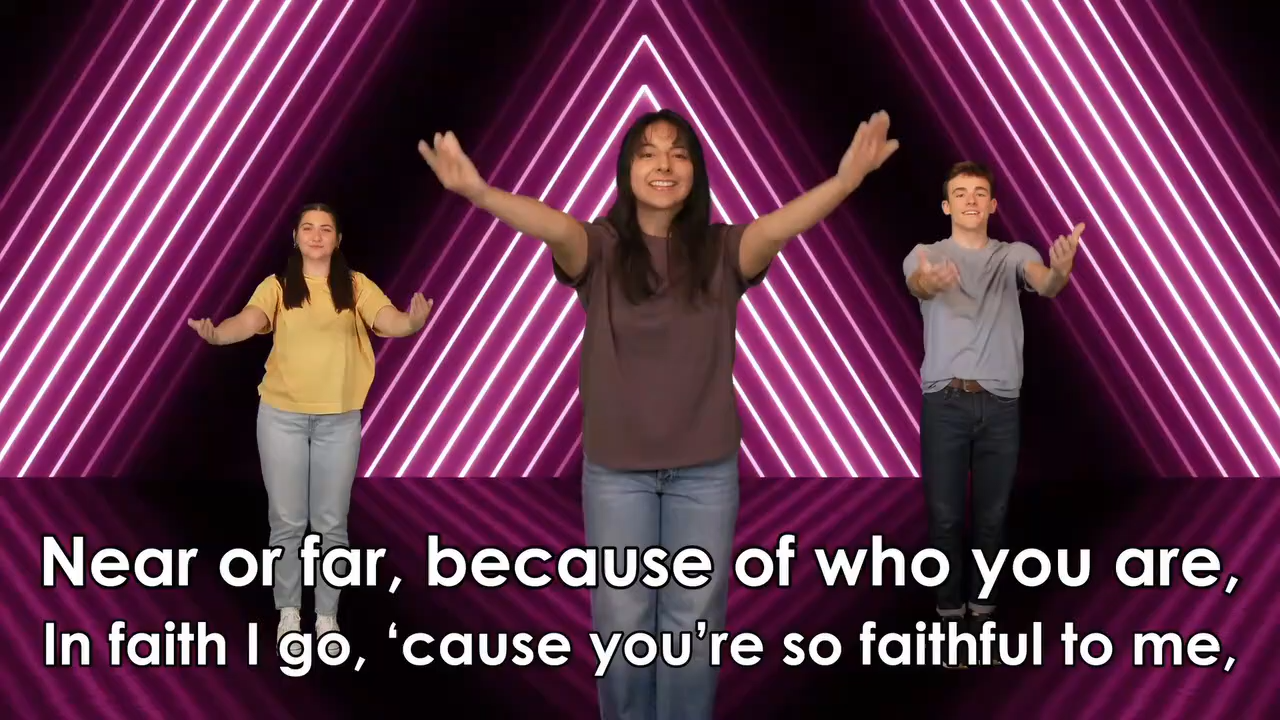 Near or far, because of who you are,
In faith I go, ‘cause you’re so faithful to me,